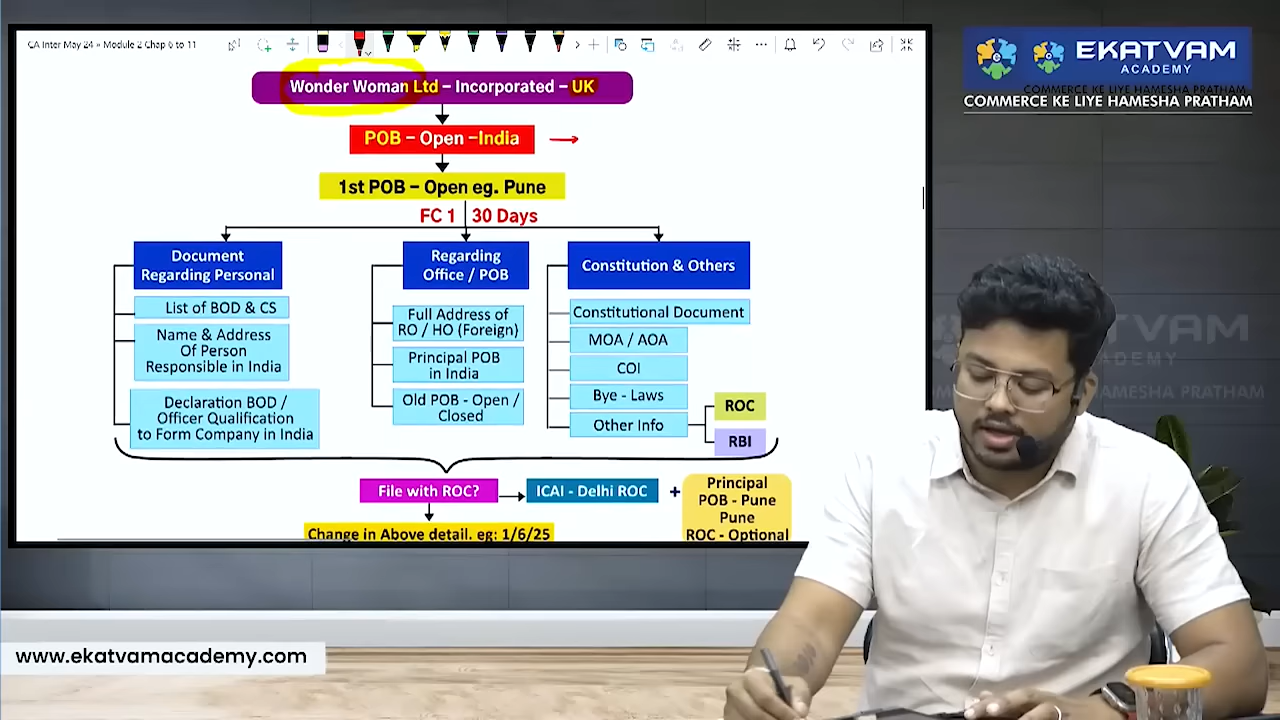 CA Inter May 24 » Module 2 Chap 6 to 11
Wonder Woman Ltd – Incorporated – UK
POB – Open –India
1st POB – Open eg. Pune
FC 1 30 Days
Document
Regarding Personal
List of BOD & CS
Name & Address
Of Person
Responsible in India
Declaration BOD /
Officer Qualification
to Form Company in India
Regarding
Office / POB
Full Address of
RO / HO (Foreign)
Principal POB
in India
Old POB - Open /
Closed
Constitution & Others
Constitutional Document
MOA / AOA
COI
Bye - Laws
Other Info
ROC
RBI
File with ROC?
ICAI - Delhi ROC
+
Principal
POB - Pune
Pune
ROC - Optional
Change in Above detail. eg: 1/6/25
EKATVAM
ACADEMY
COMMERCE KE LIYE HAMESHA PRATHAM
COMMERCE KE LIYE HAMESHA PRATHAM
www.ekatvamacademy.com